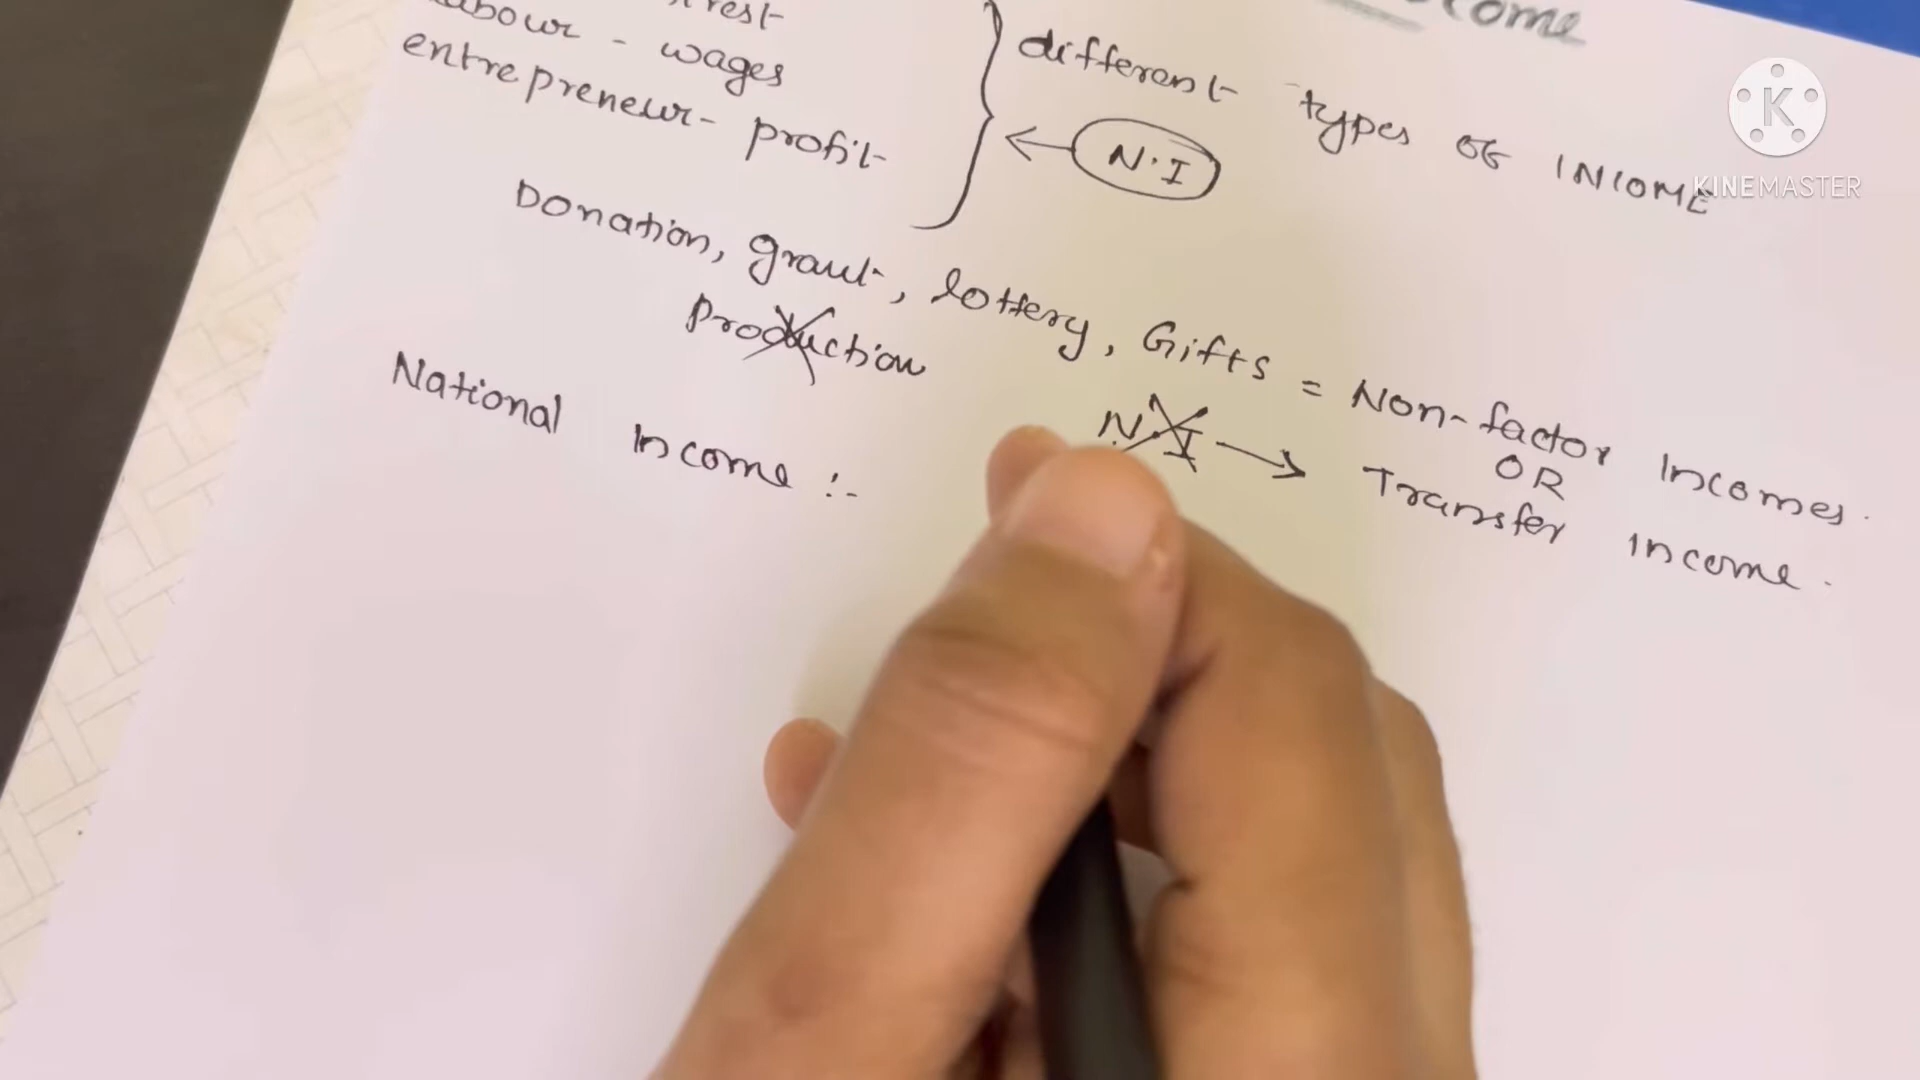 labour - wages
entrepreneur - profit
different types of INCOME
N.I
Donation, grant, lottery, Gifts = Non-factor Incomes.
Production
N.I → Transfer Income.
OR
National Income :-
KINEMASTER